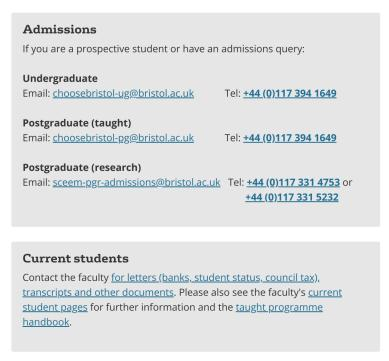 Admissions
If you are a prospective student or have an admissions query:
Undergraduate
Email: choosebristol-ug@bristol.ac.uk Tel: +44 (0)117 394 1649
Postgraduate (taught)
Email: choosebristol-pg@bristol.ac.uk Tel: +44 (0)117 394 1649
Postgraduate (research)
Email: sceem-pgr-admissions@bristol.ac.uk Tel: +44 (0)117 331 4753 or
+44 (0)117 331 5232
Current students
Contact the faculty for letters (banks, student status, council tax),
transcripts and other documents. Please also see the faculty's current
student pages for further information and the taught programme
handbook.